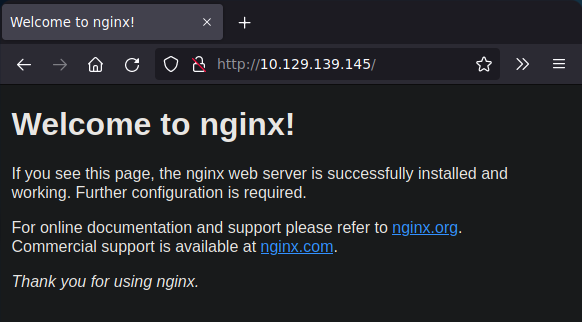 Welcome to nginx!
http://10.129.139.145/
Welcome to nginx!
If you see this page, the nginx web server is successfully installed and
working. Further configuration is required.
For online documentation and support please refer to nginx.org.
Commercial support is available at nginx.com.
Thank you for using nginx.